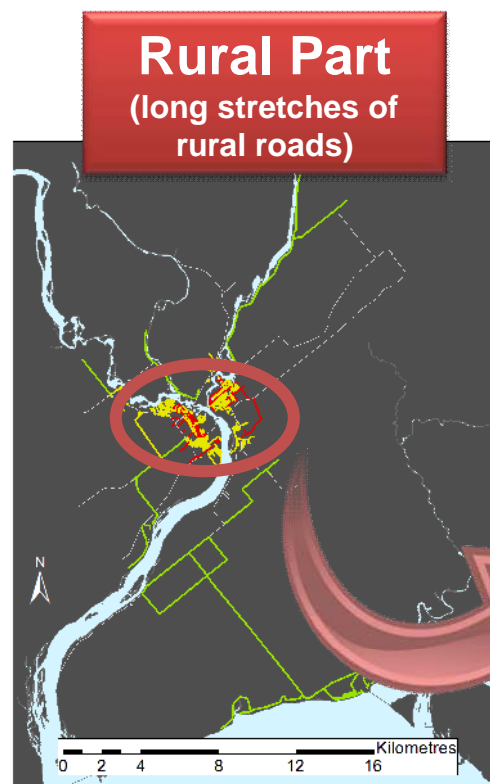 Rural Part
(long stretches of
rural roads)
N
Kilometres
0 2 4 8 12 16